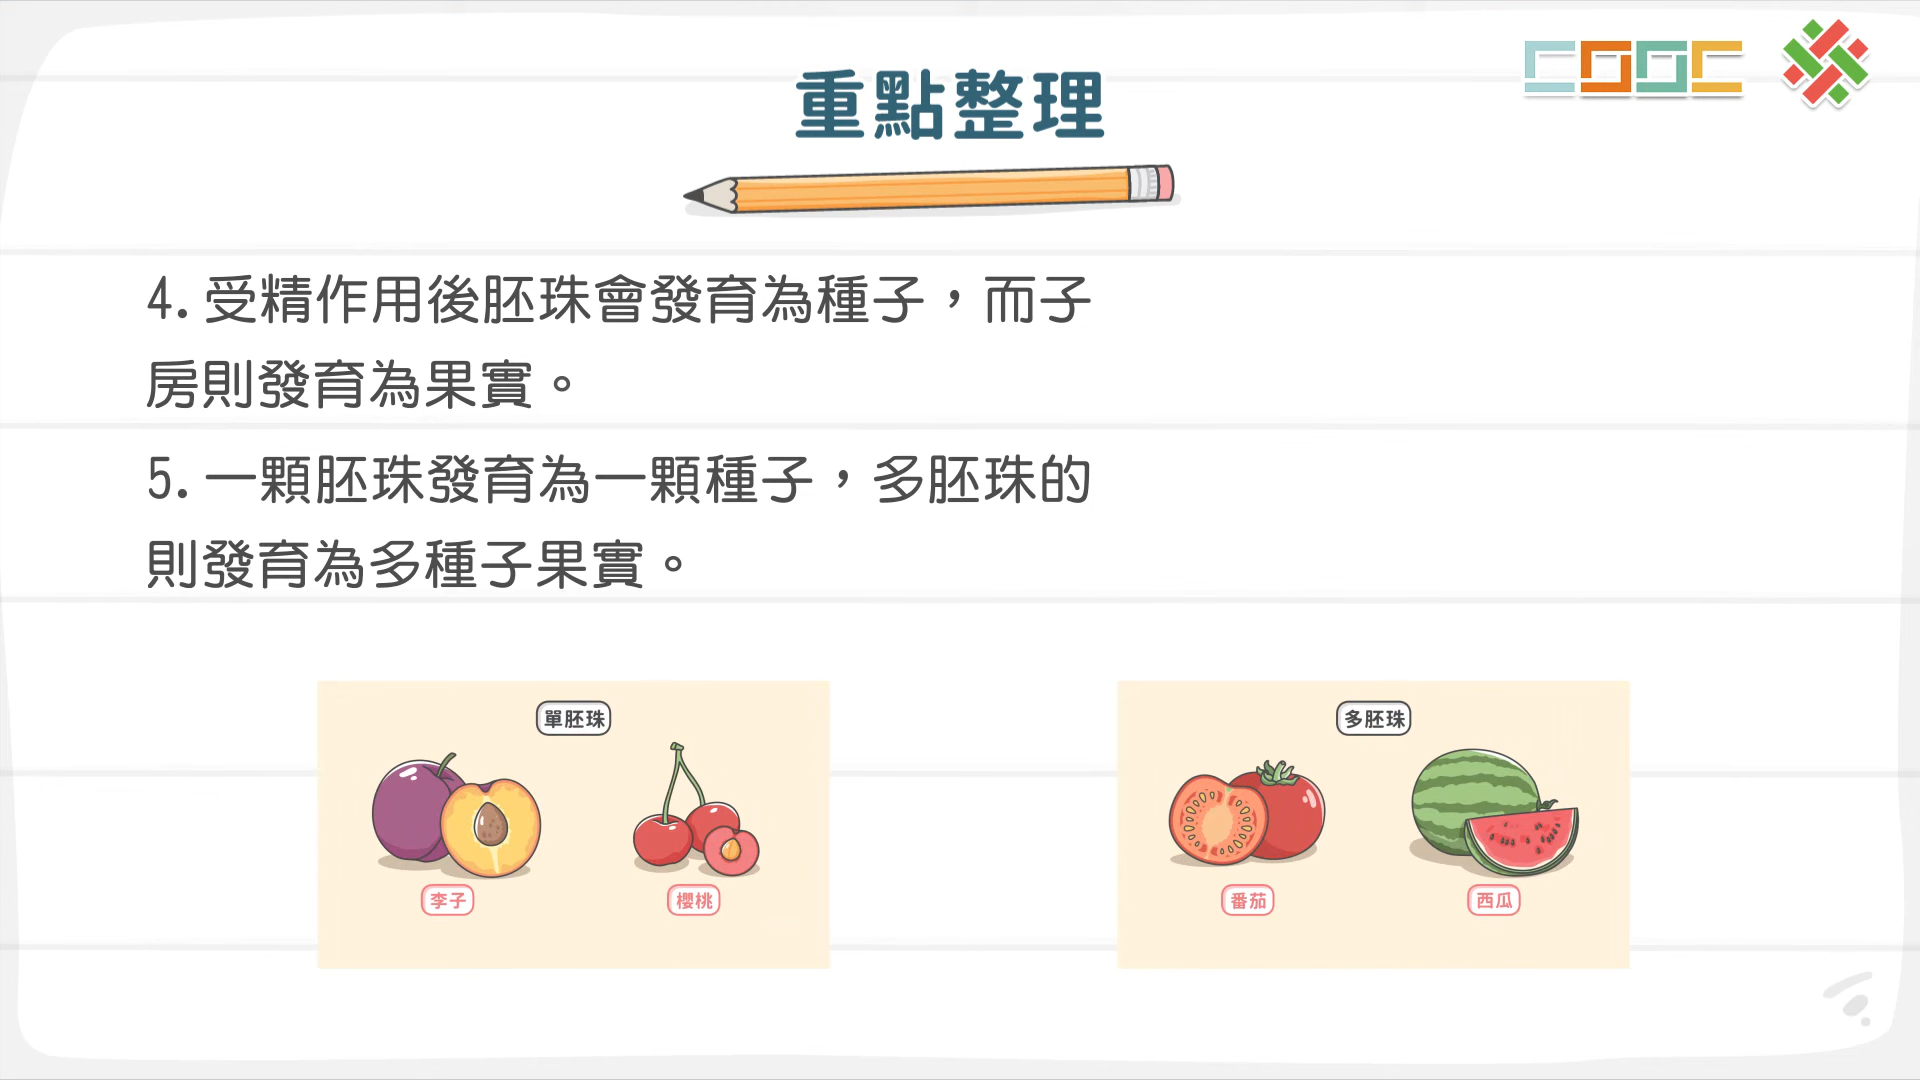 COOC
重點整理
4.受精作用後胚珠會發育為種子，而子
房則發育為果實。
5.一顆胚珠發育為一顆種子，多胚珠的
則發育為多種子果實。
單胚珠
李子
櫻桃
多胚珠
番茄
西瓜